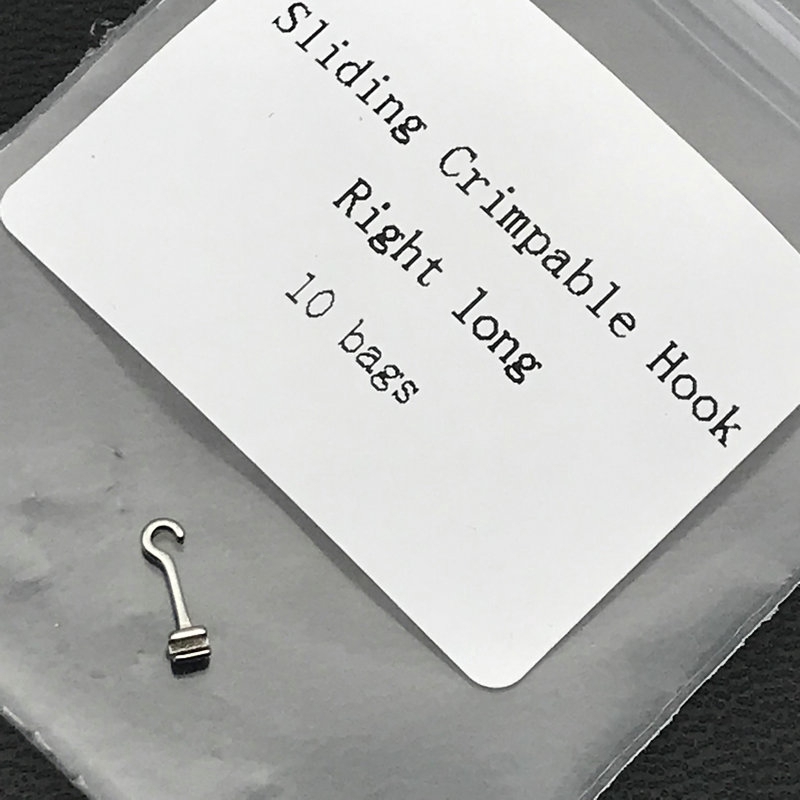 Sliding Crimpable Hook
Right long
10 bags